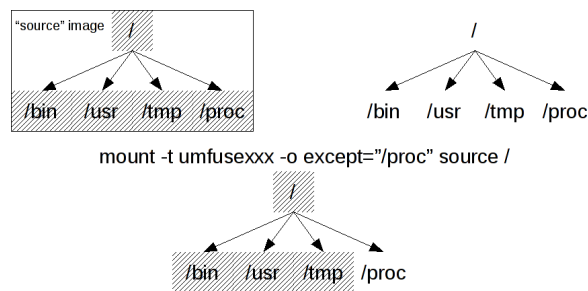 “source” image
/
/bin /usr /tmp /proc
/
/bin /usr /tmp /proc
mount -t umfusexxx -o except=”/proc” source /
/
/bin /usr /tmp /proc